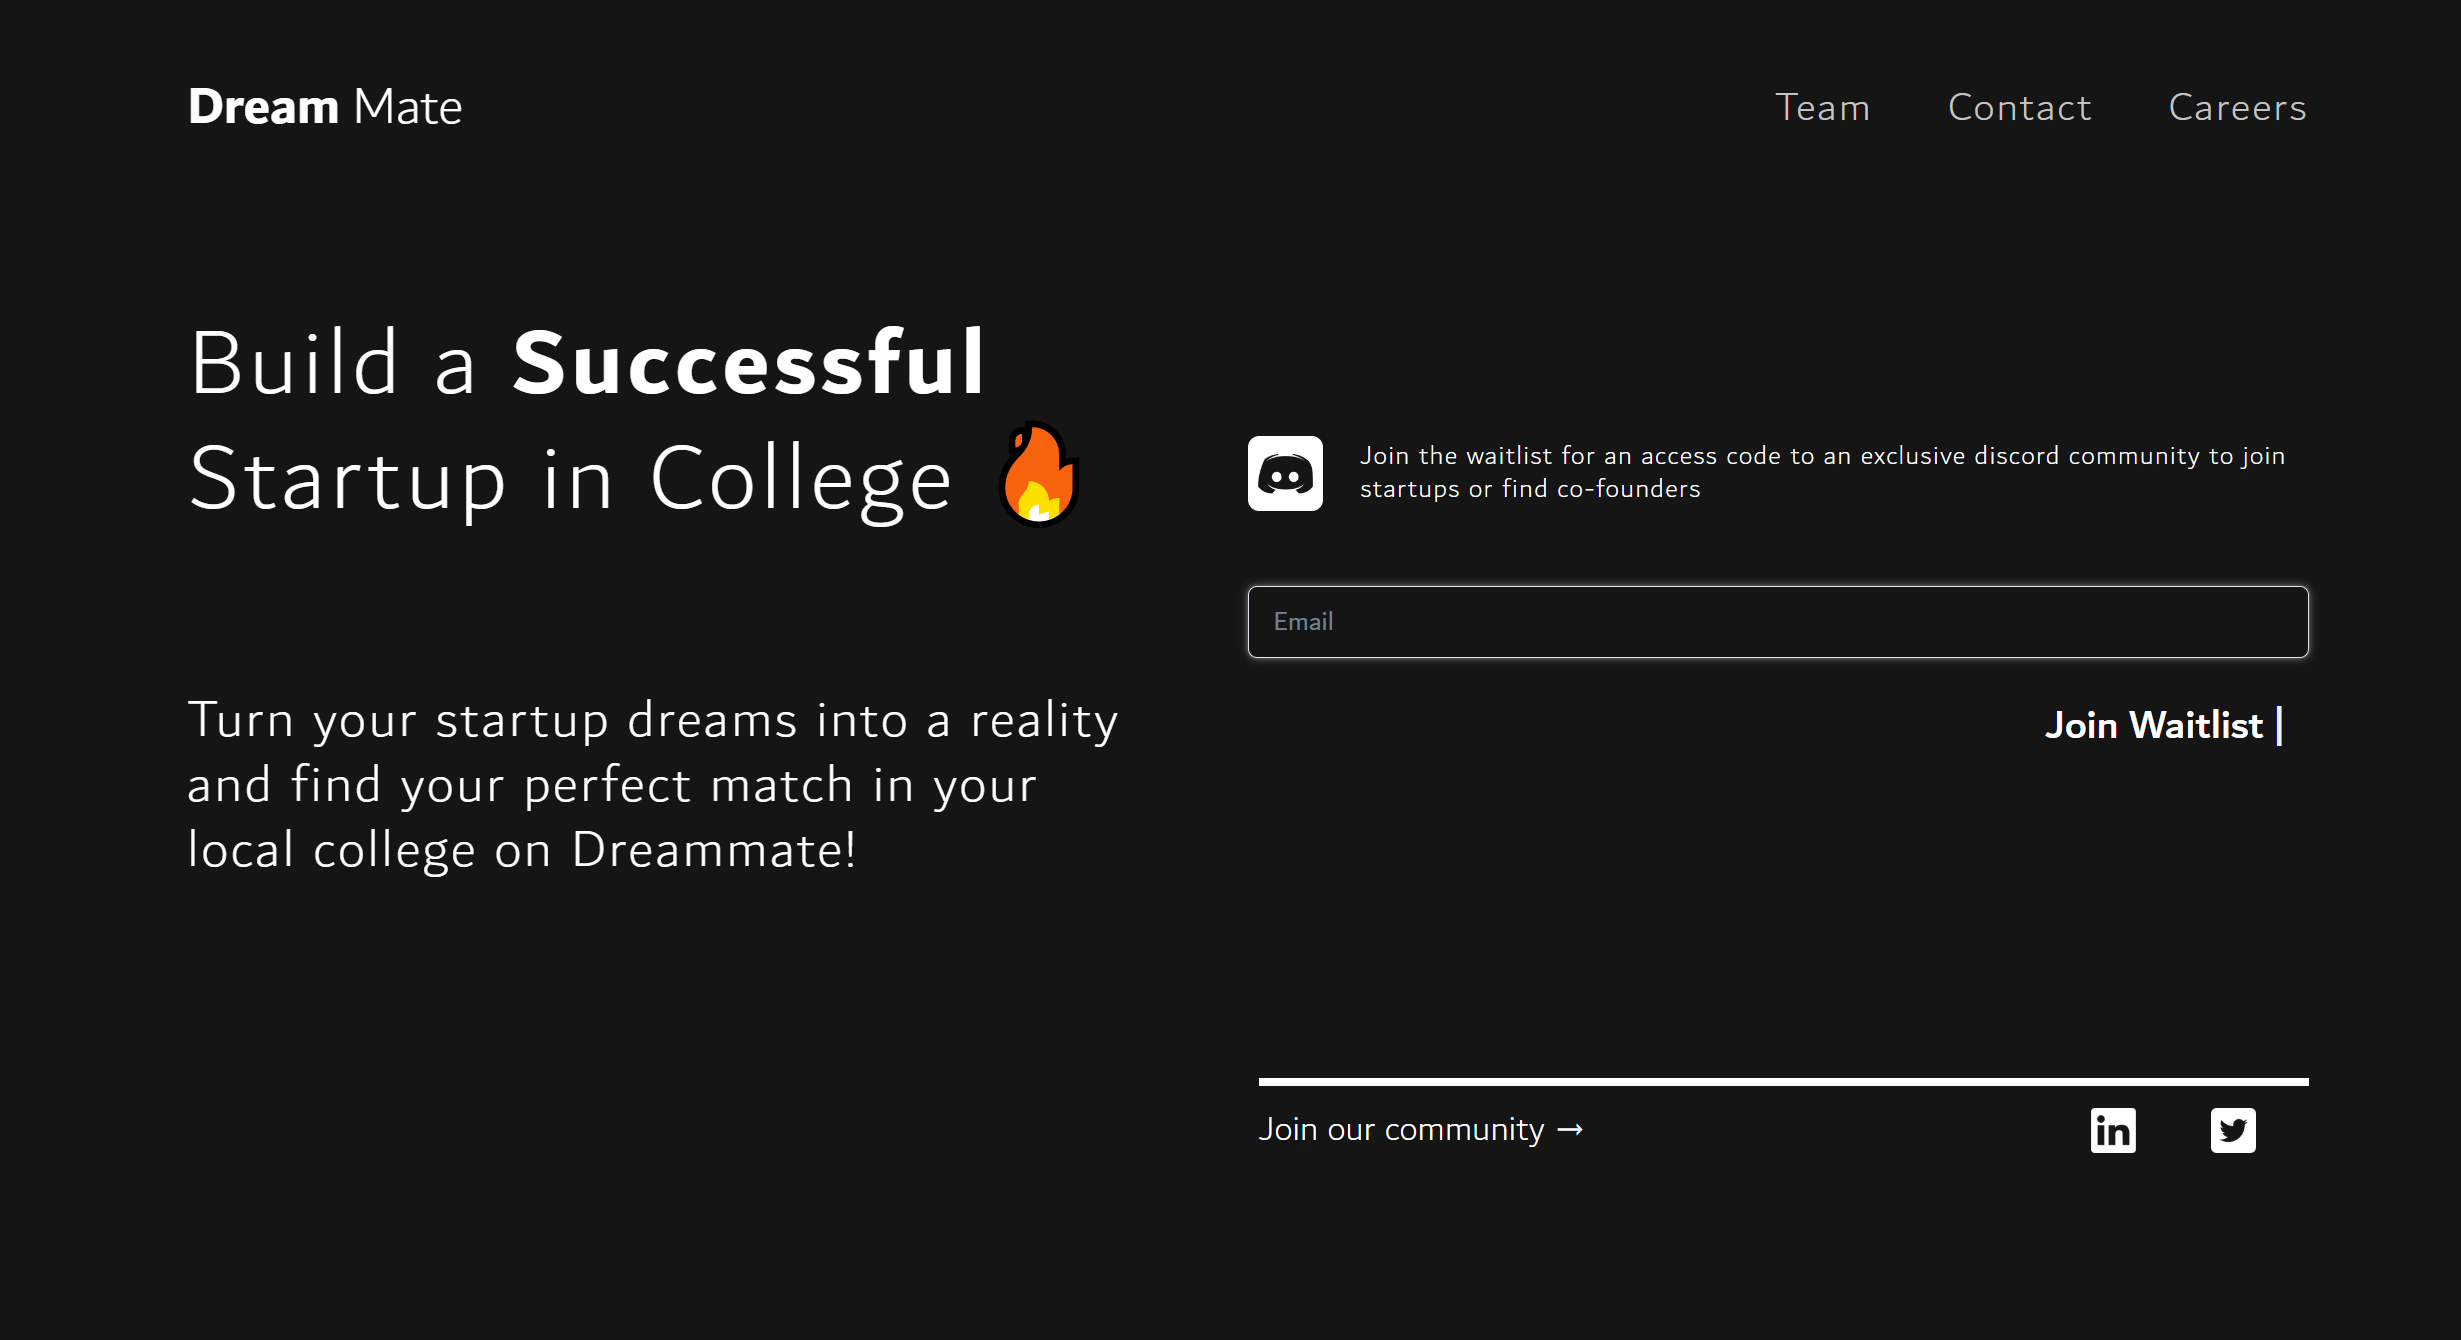 Dream Mate
Team
Contact
Careers
Build a Successful
Startup in College
Turn your startup dreams into a reality
and find your perfect match in your
local college on Dreammate!
Join the waitlist for an access code to an exclusive discord community to join
startups or find co-founders
Email
Join Waitlist |
Join our community →
in